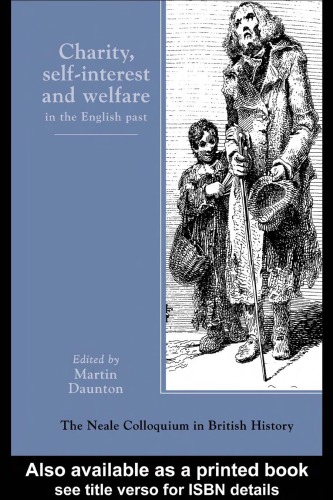 Charity,
self-interest
and welfare
in the English past
Edited by
Martin
Daunton
The Neale Colloquium in British History
Also available as a printed book
see title verso for ISBN details